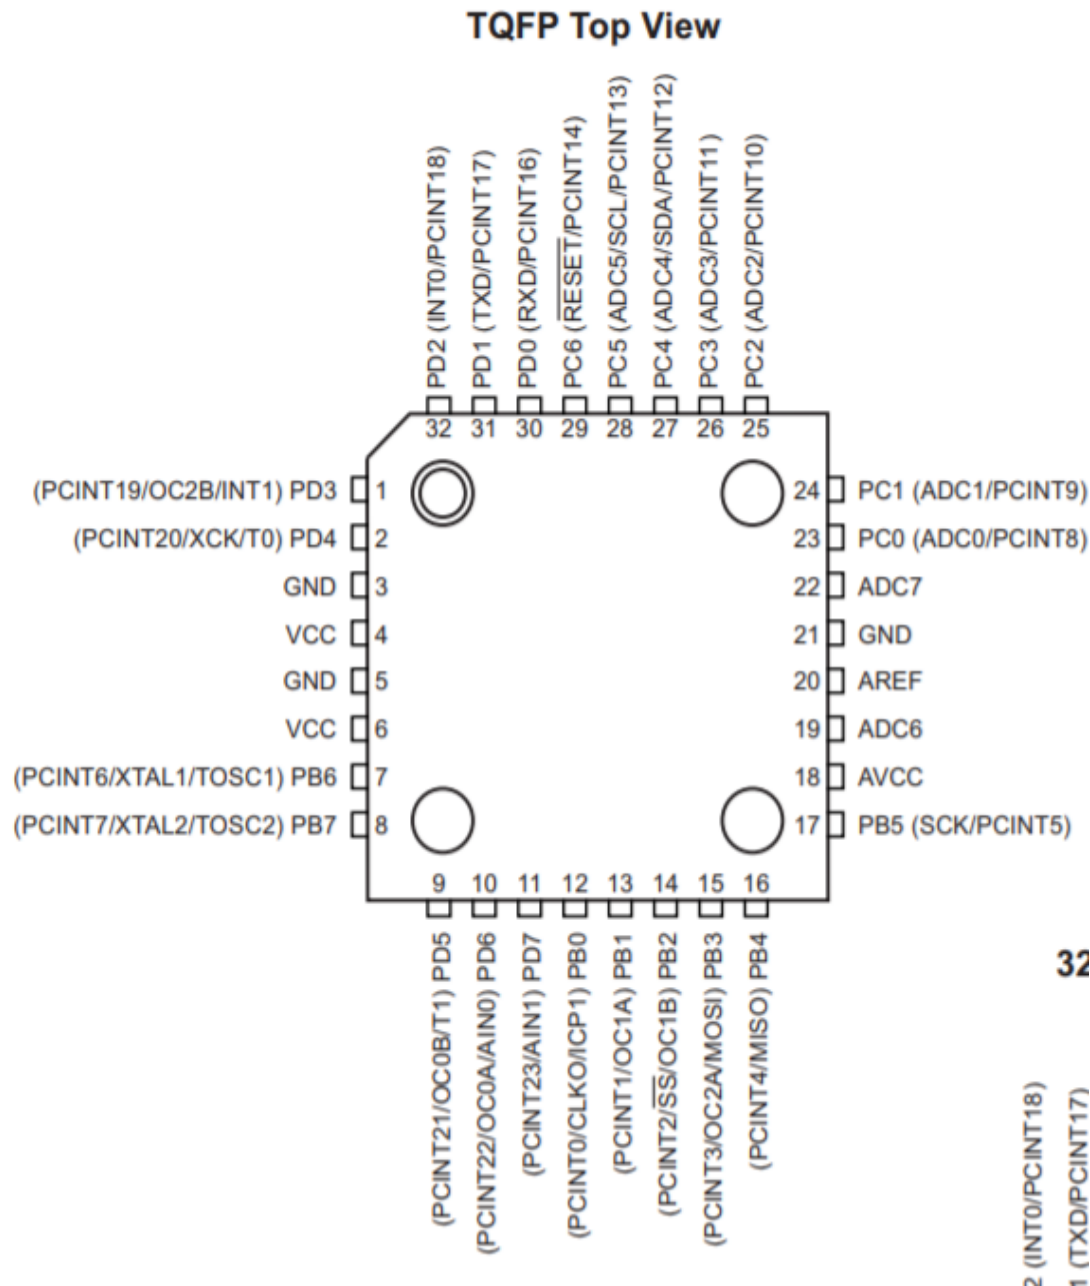 TQFP Top View
PD2 (INT0/PCINT18)
PD1 (TXD/PCINT17)
PD0 (RXD/PCINT16)
PC6 (RESET/PCINT14)
PC5 (ADC5/SCL/PCINT13)
PC4 (ADC4/SDA/PCINT12)
PC3 (ADC3/PCINT11)
PC2 (ADC2/PCINT10)
32 31 30 29 28 27 26 25
(PCINT19/OC2B/INT1) PD3 1 24 PC1 (ADC1/PCINT9)
(PCINT20/XCK/T0) PD4 2 23 PC0 (ADC0/PCINT8)
GND 3 22 ADC7
VCC 4 21 GND
GND 5 20 AREF
VCC 6 19 ADC6
(PCINT6/XTAL1/TOSC1) PB6 7 18 AVCC
(PCINT7/XTAL2/TOSC2) PB7 8 17 PB5 (SCK/PCINT5)
9 10 11 12 13 14 15 16
(PCINT21/OC0B/T1) PD5
(PCINT22/OC0A/AIN0) PD6
(PCINT23/AIN1) PD7
(PCINT0/CLKO/ICP1) PB0
(PCINT1/OC1A) PB1
(PCINT2/SS/OC1B) PB2
(PCINT3/OC2A/MOSI) PB3
(PCINT4/MISO) PB4
32
2 (INT0/PCINT18)
1 (TXD/PCINT17)